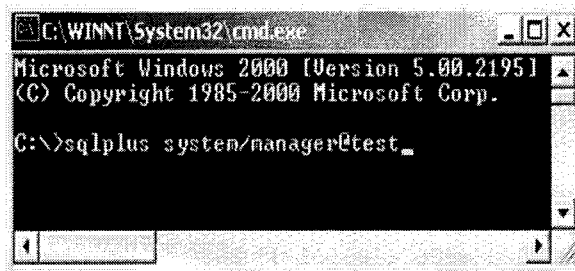 C:\WINNT\System32\cmd.exe
Microsoft Windows 2000 [Version 5.00.2195]
(C) Copyright 1985-2000 Microsoft Corp.
C:\>sqlplus system/manager@test_